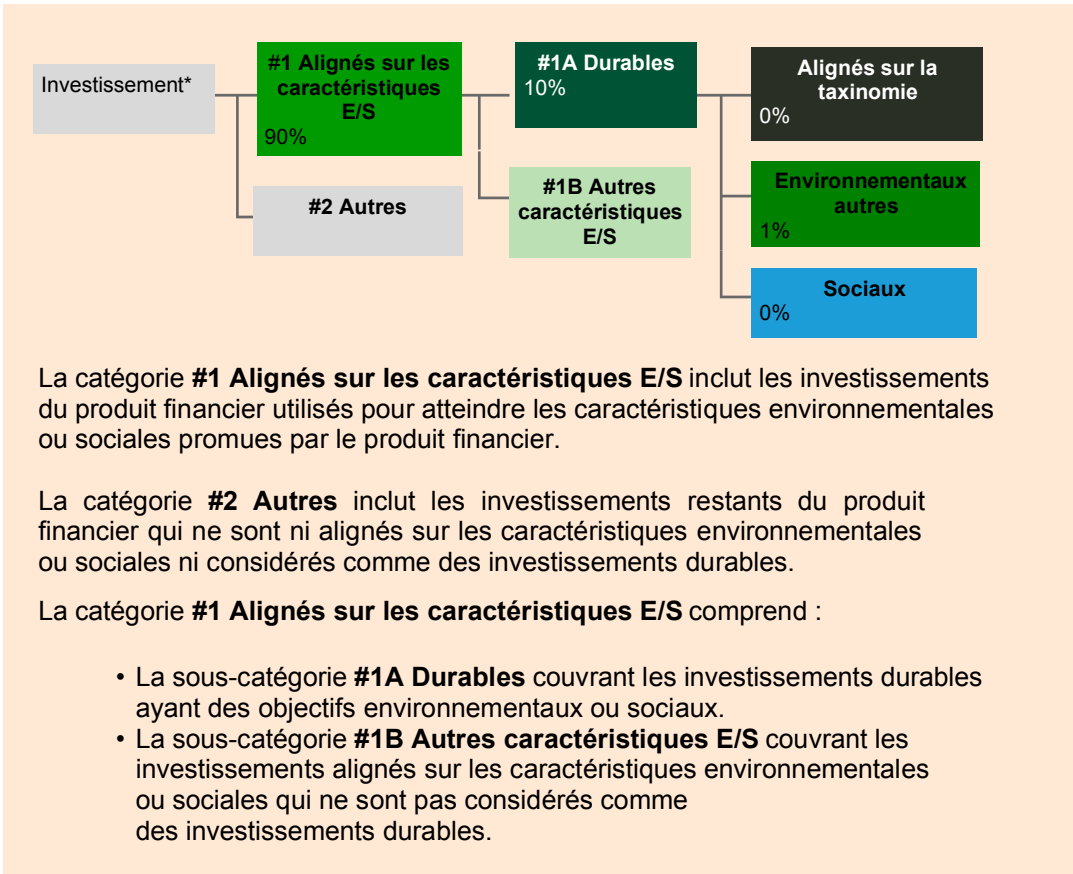 Investissement*
#1 Alignés sur les
caractéristiques
E/S
90%
#2 Autres
#1A Durables
10%
#1B Autres
caractéristiques
E/S
Alignés sur la
taxinomie
0%
Environnementaux
autres
1%
Sociaux
0%
La catégorie #1 Alignés sur les caractéristiques E/S inclut les investissements
du produit financier utilisés pour atteindre les caractéristiques environnementales
ou sociales promues par le produit financier.
La catégorie #2 Autres inclut les investissements restants du produit
financier qui ne sont ni alignés sur les caractéristiques environnementales
ou sociales ni considérés comme des investissements durables.
La catégorie #1 Alignés sur les caractéristiques E/S comprend :
• La sous-catégorie #1A Durables couvrant les investissements durables
ayant des objectifs environnementaux ou sociaux.
• La sous-catégorie #1B Autres caractéristiques E/S couvrant les
investissements alignés sur les caractéristiques environnementales
ou sociales qui ne sont pas considérés comme
des investissements durables.